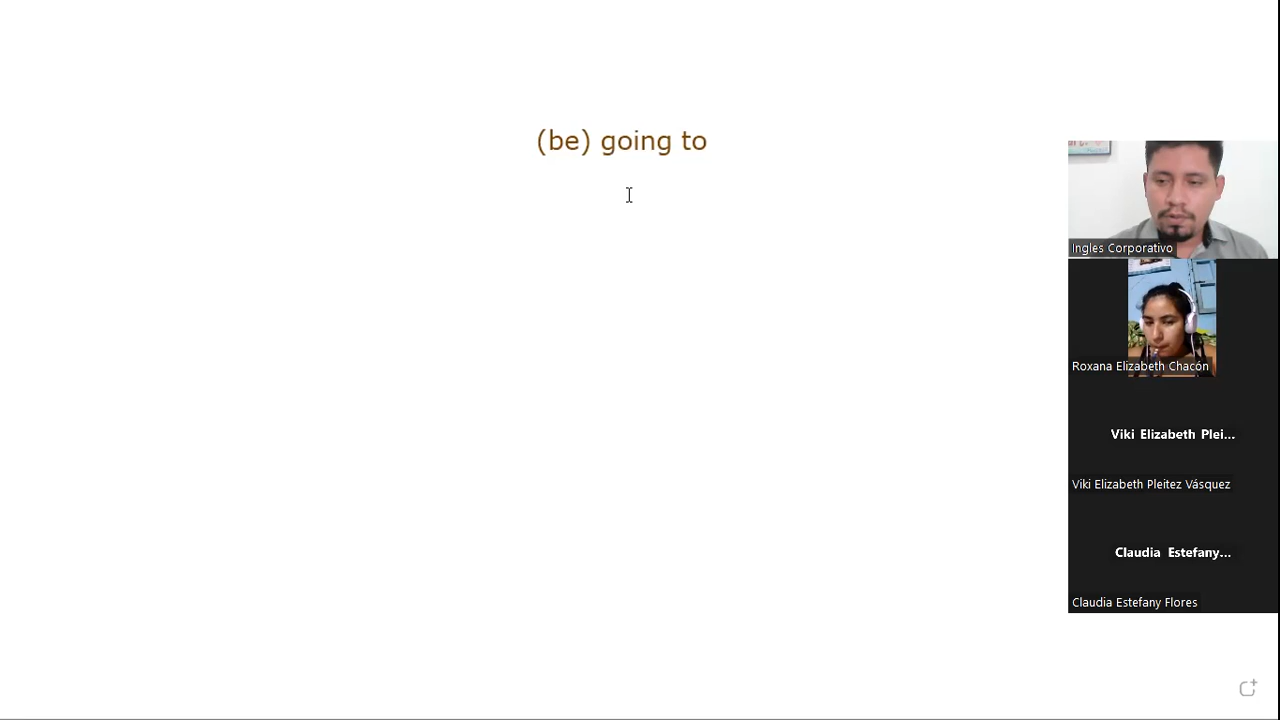 (be) going to
Ingles Corporativo
Roxana Elizabeth Chacón
Viki Elizabeth Plei...
Viki Elizabeth Pleitez Vásquez
Claudia Estefany...
Claudia Estefany Flores